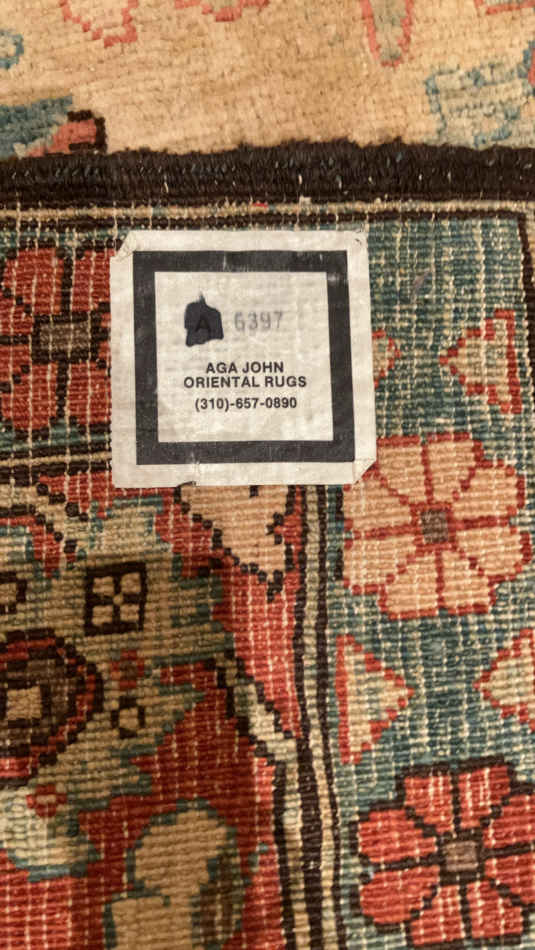 A 6397
AGA JOHN
ORIENTAL RUGS
(310)-657-0890